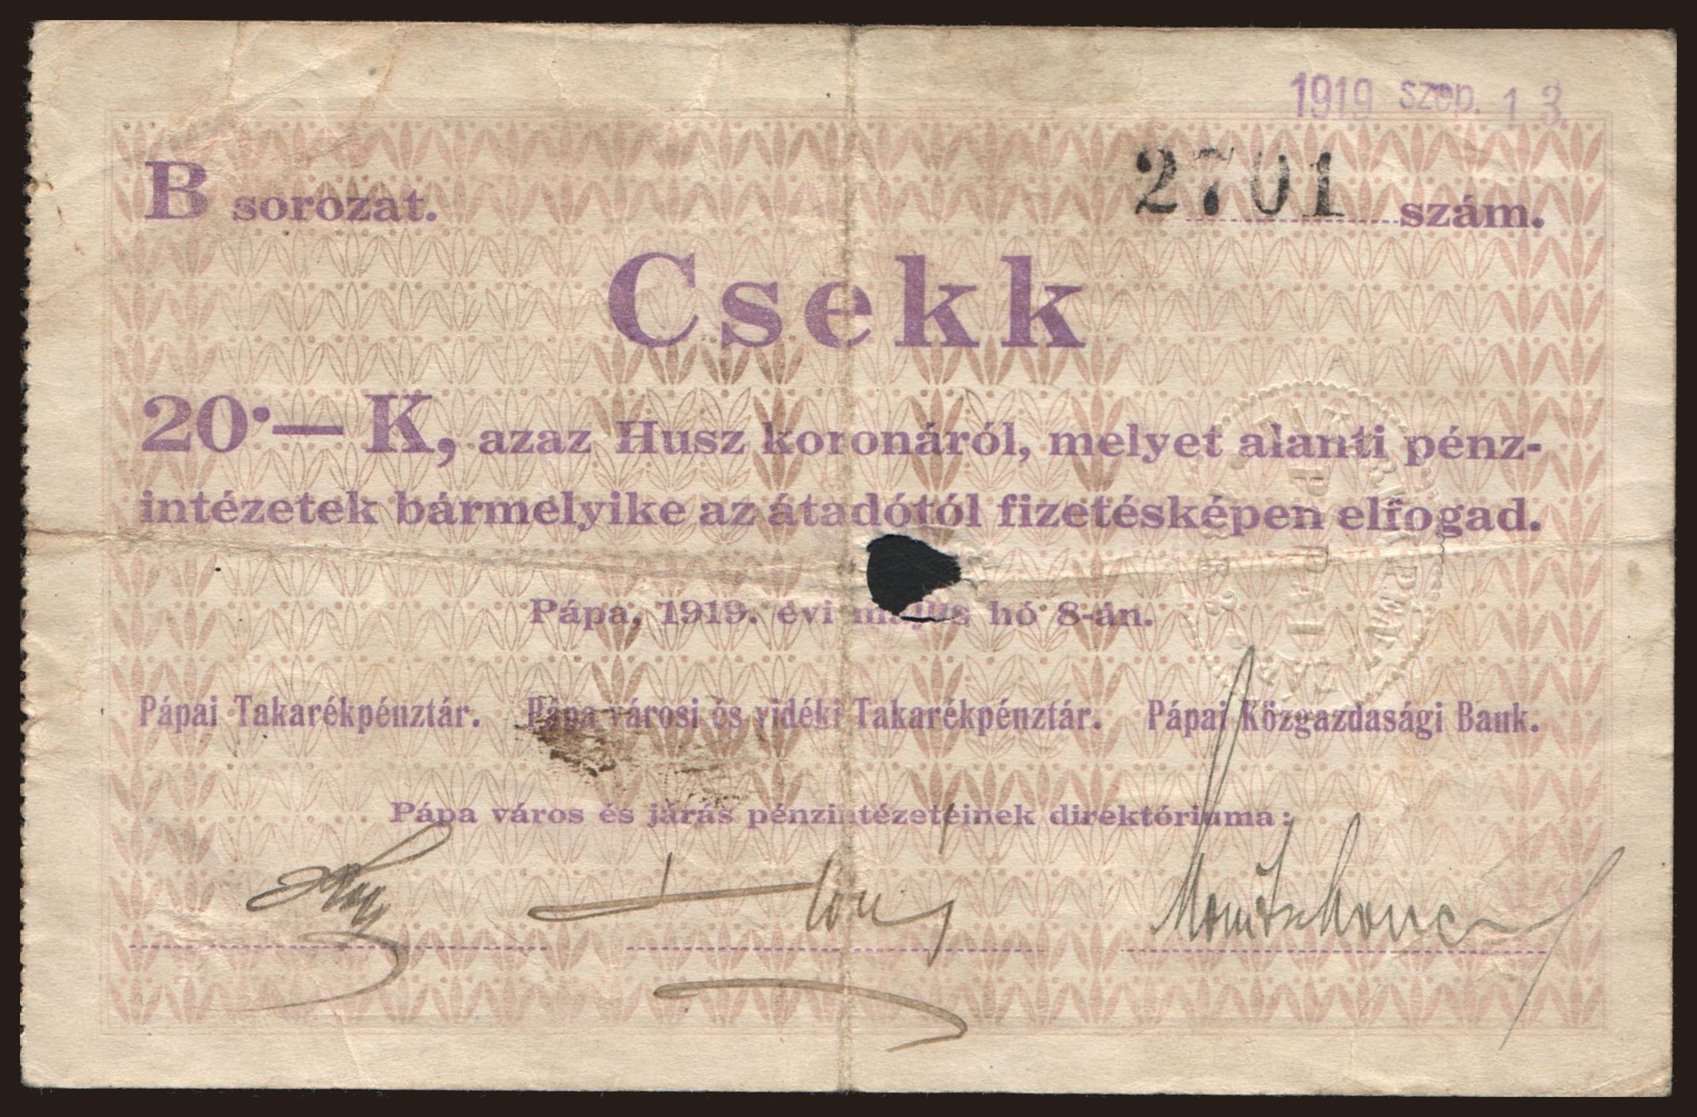 1919 szep. 13.
B sorozat. 2701 szám.
Csekk
20·— K, azaz Husz koronáról, melyet alanti pénz-
intézetek bármelyike az átadótól fizetésképen elfogad.
Pápa, 1919. évi május hó 8-án.
Pápai Takarékpénztár. Pápa városi és vidéki Takarékpénztár. Pápai Közgazdasági Bank.
Pápa város és járás pénzintézeteinek direktóriuma: